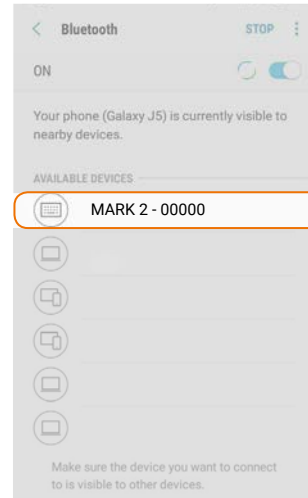 Bluetooth STOP
ON
Your phone (Galaxy J5) is currently visible to
nearby devices.
AVAILABLE DEVICES
MARK 2 - 00000
Make sure the device you want to connect
to is visible to other devices.